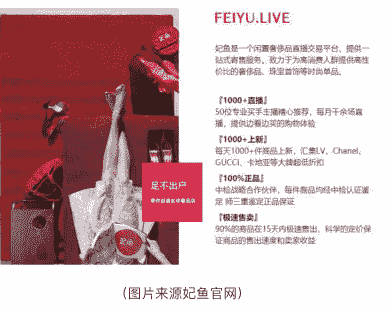 FEIYU.LIVE
妃鱼是一个闲置奢侈品直播交易平台，提供一
站式寄售服务，致力于为高消费人群提供高性
价比的奢侈品、珠宝首饰等时尚单品。
『1000+直播』
50位专业买手主播精心推荐，每月千余场直
播，提供边看边买的购物体验
『1000+上新』
每天1000+件商品上新，汇集LV、Chanel、
GUCCI、卡地亚等大牌超低折扣
『100%正品』
中检战略合作伙伴，每件商品均经中检认证鉴
定 师三重鉴定正品保证
『极速售卖』
90%的商品在15天内极速售出，科学的定价保
证商品的售出速度和卖家收益
足不出户
(图片来源妃鱼官网)